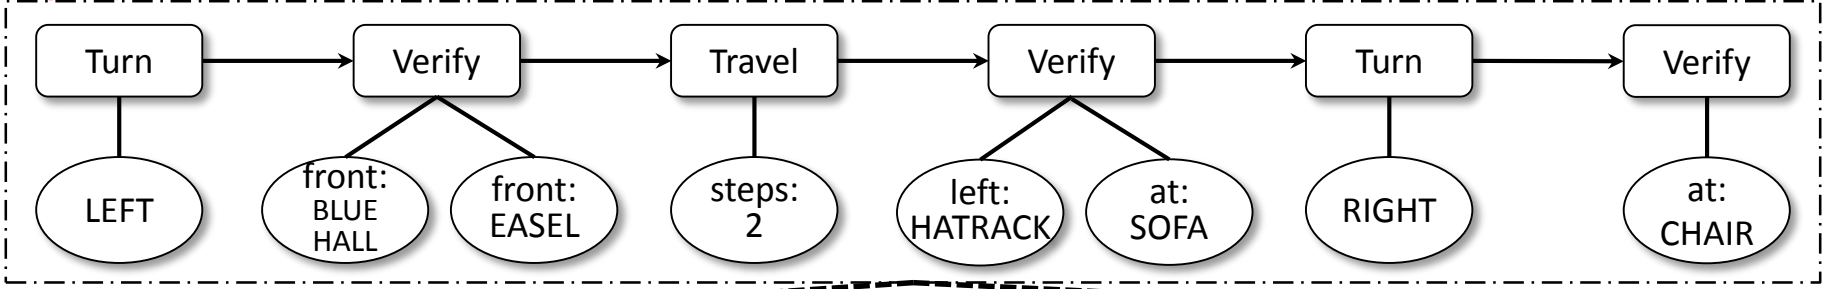 Turn
Verify
Travel
Verify
Turn
Verify
LEFT
front:
BLUE
HALL
front:
EASEL
steps:
2
left:
HATRACK
at:
SOFA
RIGHT
at:
CHAIR